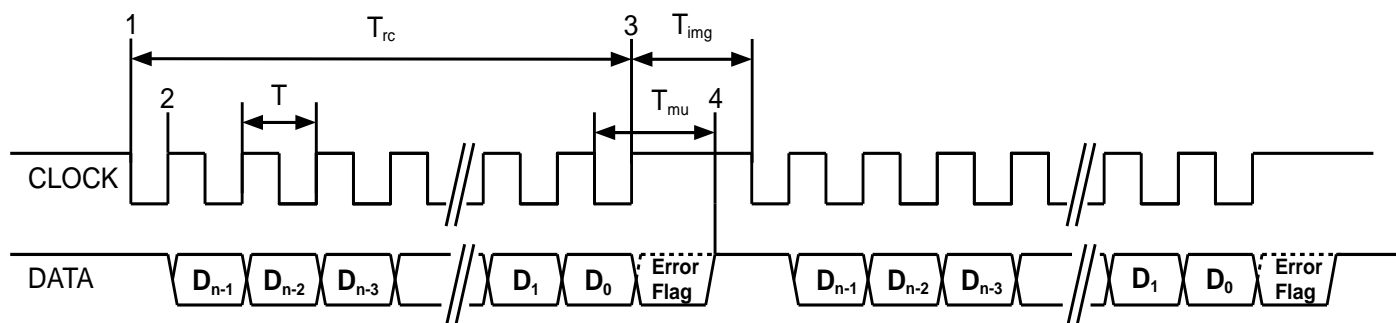 1 T_rc 3 T_img
2 T T_mu 4
CLOCK
DATA D_n-1 D_n-2 D_n-3 D_1 D_0 Error Flag D_n-1 D_n-2 D_n-3 D_1 D_0 Error Flag